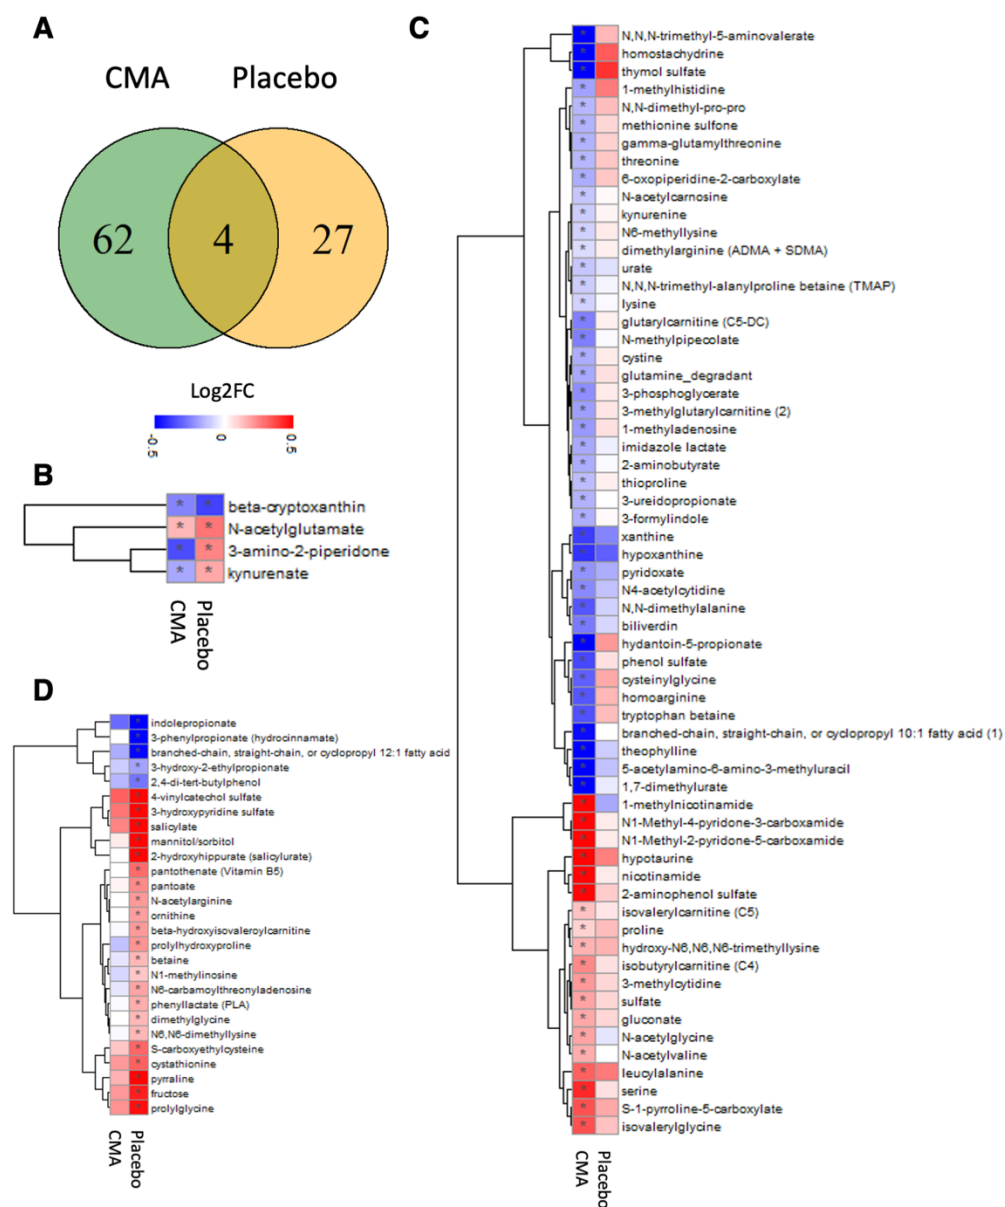 A
CMA Placebo
62 4 27
Log2FC
-0.5 0 0.5
B
* * beta-cryptoxanthin
* * N-acetylglutamate
* * 3-amino-2-piperidone
* * kynurenate
CMA Placebo
C
* N,N,N-trimethyl-5-aminovalerate
* homostachydrine
* thymol sulfate
* 1-methylhistidine
* N,N-dimethyl-pro-pro
* methionine sulfone
* gamma-glutamylthreonine
* threonine
* 6-oxopiperidine-2-carboxylate
* N-acetylcarnosine
* kynurenine
* N6-methyllysine
* dimethylarginine (ADMA + SDMA)
* urate
* N,N,N-trimethyl-alanylproline betaine (TMAP)
* lysine
* glutarylcarnitine (C5-DC)
* N-methylpipecolate
* cystine
* glutamine_degradant
* 3-phosphoglycerate
* 3-methylglutarylcarnitine (2)
* 1-methyladenosine
* imidazole lactate
* 2-aminobutyrate
* thioproline
* 3-ureidopropionate
* 3-formylindole
* xanthine
* hypoxanthine
* pyridoxate
* N4-acetylcytidine
* N,N-dimethylalanine
* biliverdin
* hydantoin-5-propionate
* phenol sulfate
* cysteinylglycine
* homoarginine
* tryptophan betaine
* branched-chain, straight-chain, or cyclopropyl 10:1 fatty acid (1)
* theophylline
* 5-acetylamino-6-amino-3-methyluracil
* 1,7-dimethylurate
* 1-methylnicotinamide
* N1-Methyl-4-pyridone-3-carboxamide
* N1-Methyl-2-pyridone-5-carboxamide
* hypotaurine
* nicotinamide
* 2-aminophenol sulfate
* isovalerylcarnitine (C5)
* proline
* hydroxy-N6,N6,N6-trimethyllysine
* isobutyrylcarnitine (C4)
* 3-methylcytidine
* sulfate
* gluconate
* N-acetylglycine
* N-acetylvaline
* leucylalanine
* serine
* S-1-pyrroline-5-carboxylate
* isovalerylglycine
CMA Placebo
D
* indolepropionate
* 3-phenylpropionate (hydrocinnamate)
* branched-chain, straight-chain, or cyclopropyl 12:1 fatty acid
* 3-hydroxy-2-ethylpropionate
* 2,4-di-tert-butylphenol
* 4-vinylcatechol sulfate
* 3-hydroxypyridine sulfate
* salicylate
* mannitol/sorbitol
* 2-hydroxyhippurate (salicylurate)
* pantothenate (Vitamin B5)
* pantoate
* N-acetylarginine
* ornithine
* beta-hydroxyisovaleroylcarnitine
* prolylhydroxyproline
* betaine
* N1-methylinosine
* N6-carbamoylthreonyladenosine
* phenyllactate (PLA)
* dimethylglycine
* N6,N6-dimethyllysine
* S-carboxyethylcysteine
* cystathionine
* pyrraline
* fructose
* prolylglycine
CMA Placebo